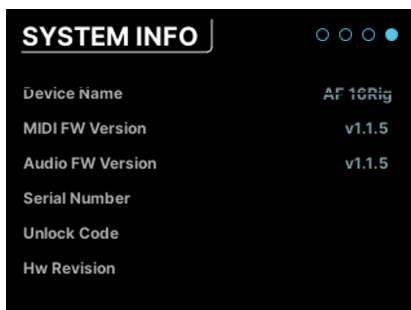 SYSTEM INFO
Device Name AF 16Rig
MIDI FW Version v1.1.5
Audio FW Version v1.1.5
Serial Number
Unlock Code
Hw Revision